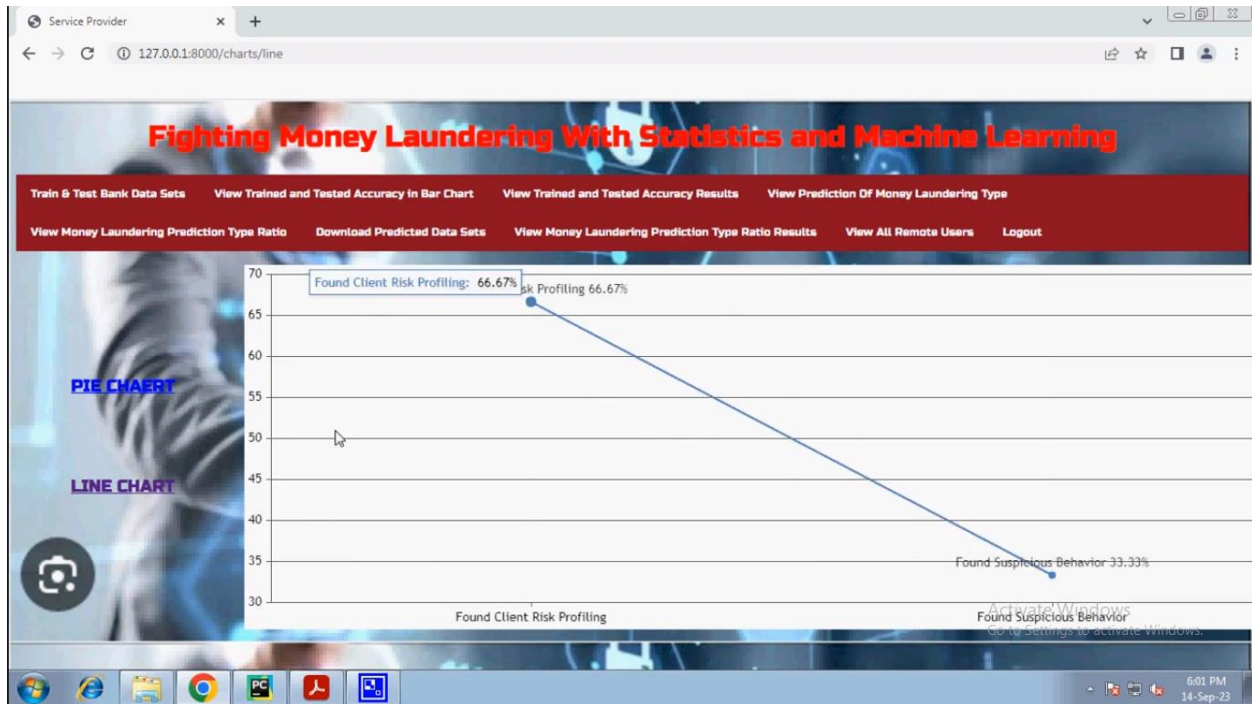 Service Provider
127.0.0.1:8000/charts/line
Fighting Money Laundering With Statistics and Machine Learning
Train & Test Bank Data Sets View Trained and Tested Accuracy in Bar Chart View Trained and Tested Accuracy Results View Prediction Of Money Laundering Type
View Money Laundering Prediction Type Ratio Download Predicted Data Sets View Money Laundering Prediction Type Ratio Results View All Remote Users Logout
70
Found Client Risk Profiling: 66.67%
sk Profiling 66.67%
65
60
PIE CHAERT
55
50
45
LINE CHART
40
35
Found Suspicious Behavior 33.33%
30
Found Client Risk Profiling Found Suspicious Behavior
Activate Windows
Go to Settings to activate Windows.
PC
6:01 PM
14-Sep-23